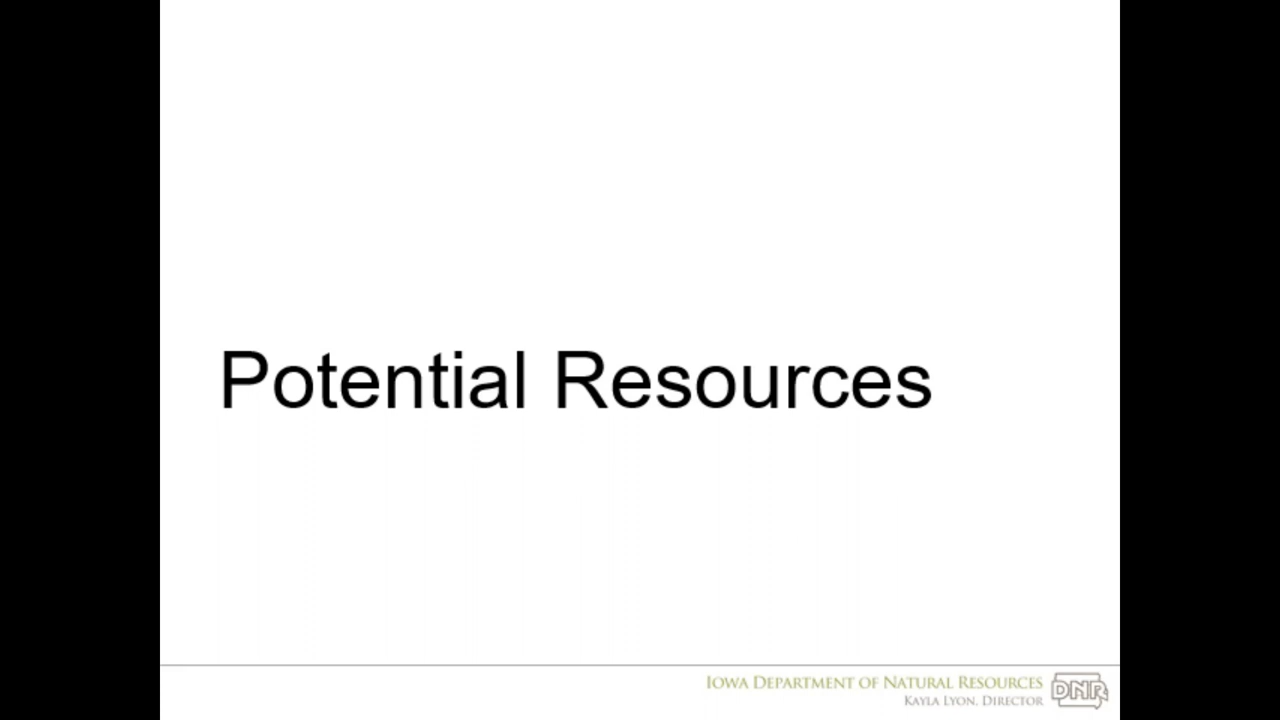 Potential Resources
IOWA DEPARTMENT OF NATURAL RESOURCES
KAYLA LYON, DIRECTOR
DNR